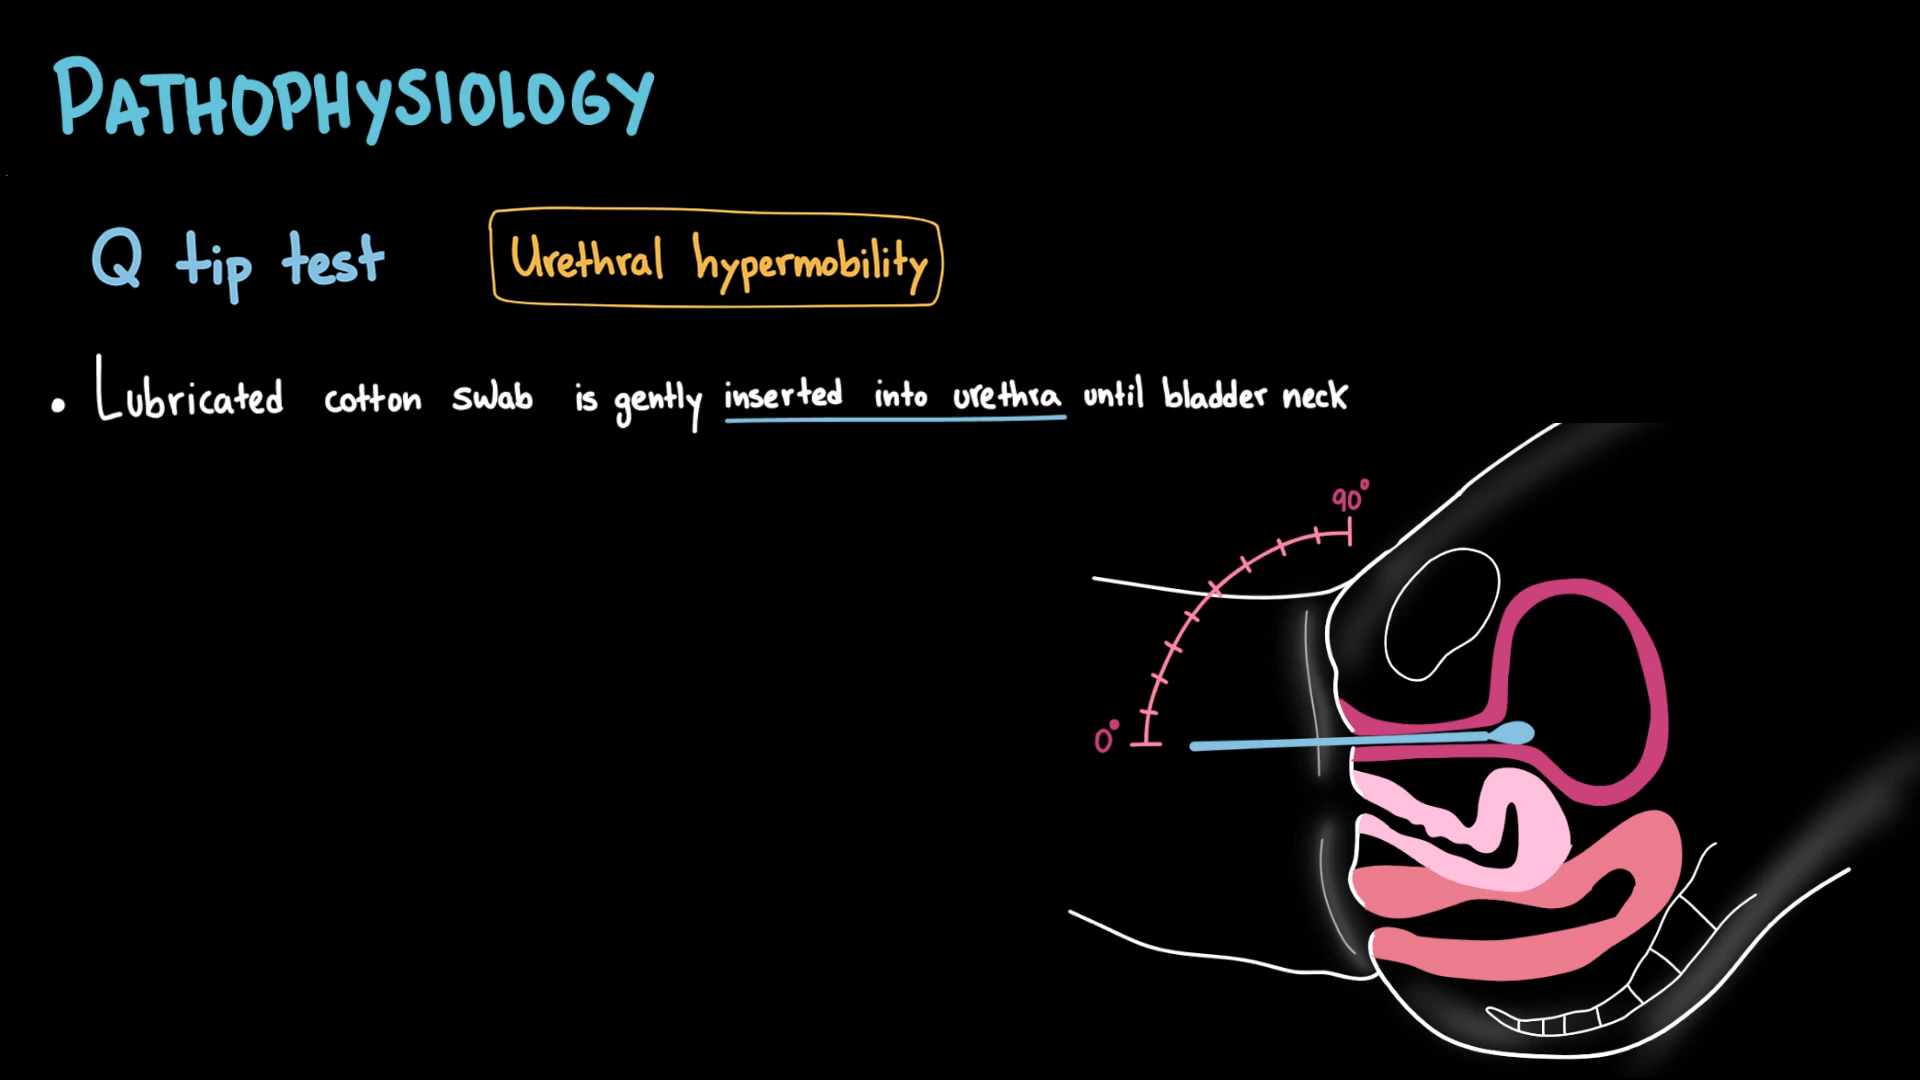 PATHOPHYSIOLOGY
Q tip test
Urethral hypermobility
• Lubricated cotton swab is gently inserted into urethra until bladder neck
90°
0°